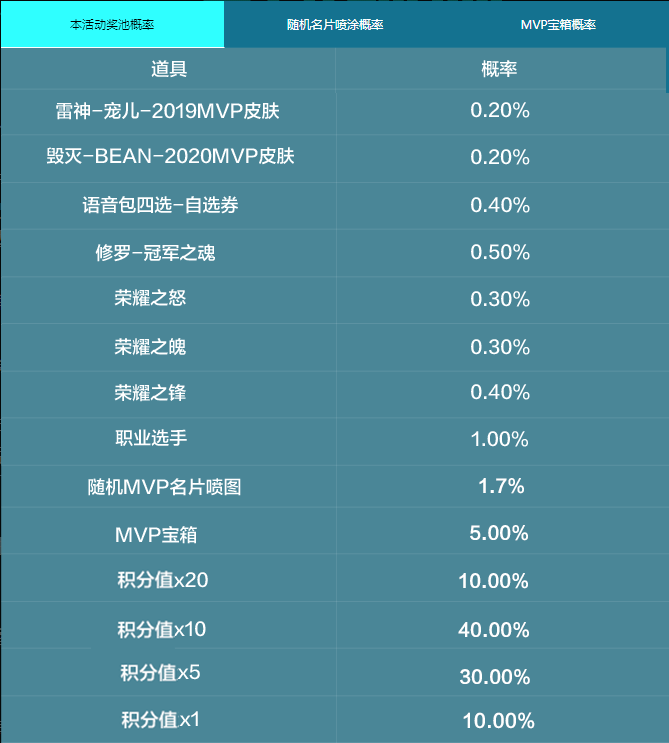 本活动奖池概率 随机名片喷涂概率 MVP宝箱概率
道具 概率
雷神-宠儿-2019MVP皮肤 0.20%
毁灭-BEAN-2020MVP皮肤 0.20%
语音包四选-自选券 0.40%
修罗-冠军之魂 0.50%
荣耀之怒 0.30%
荣耀之魄 0.30%
荣耀之锋 0.40%
职业选手 1.00%
随机MVP名片喷图 1.7%
MVP宝箱 5.00%
积分值x20 10.00%
积分值x10 40.00%
积分值x5 30.00%
积分值x1 10.00%